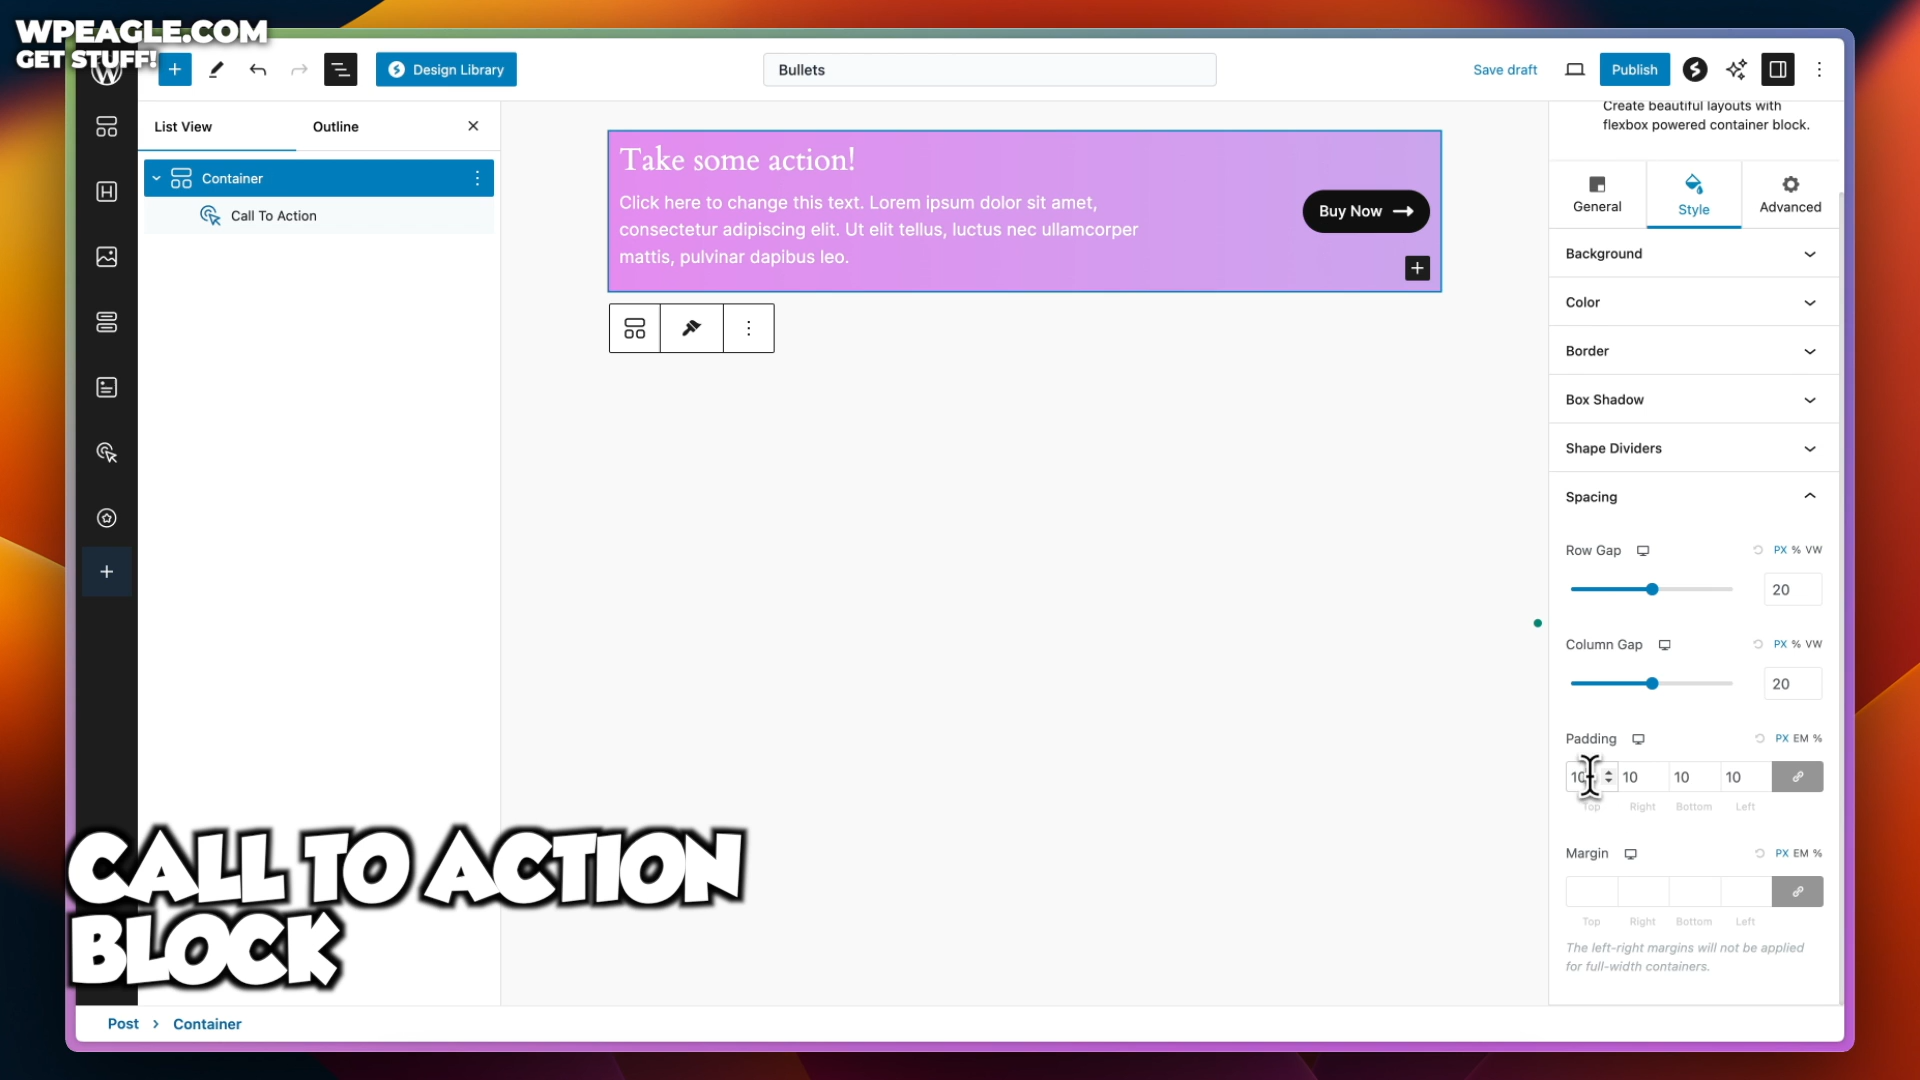 WPEAGLE.COM
GET STUFF!
Design Library
Bullets
Save draft
Publish
List View
Outline
Container
Call To Action
Take some action!
Click here to change this text. Lorem ipsum dolor sit amet,
consectetur adipiscing elit. Ut elit tellus, luctus nec ullamcorper
mattis, pulvinar dapibus leo.
Buy Now
Create beautiful layouts with
flexbox powered container block.
General
Style
Advanced
Background
Color
Border
Box Shadow
Shape Dividers
Spacing
Row Gap
PX % VW
20
Column Gap
PX % VW
20
Padding
PX EM %
10 10 10 10
Top Right Bottom Left
Margin
PX EM %
Top Right Bottom Left
The left-right margins will not be applied
for full-width containers.
CALL TO ACTION
BLOCK
Post > Container